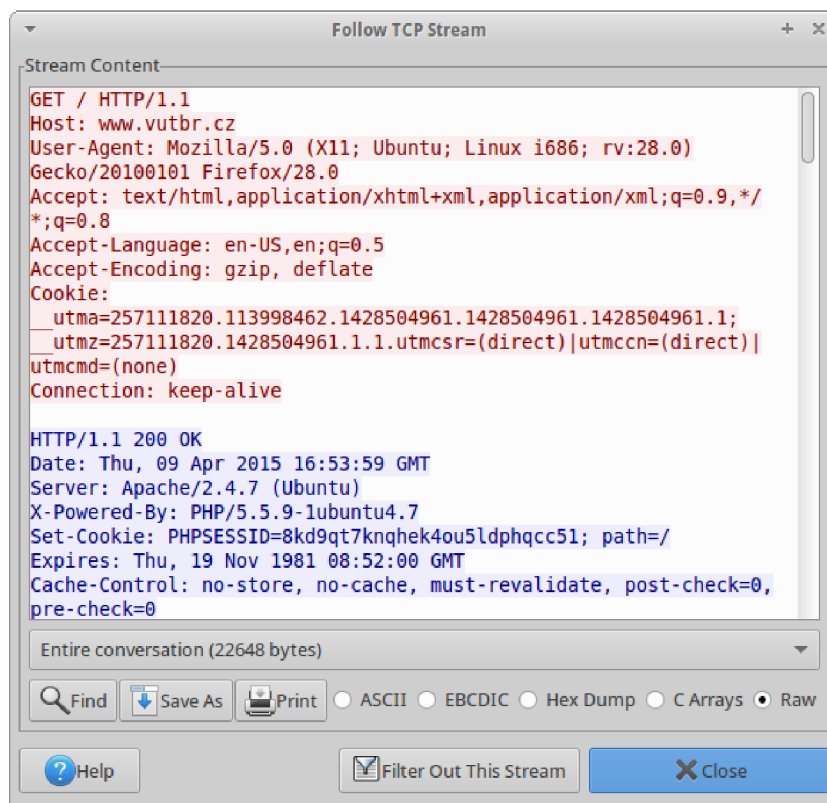 Follow TCP Stream
Stream Content
GET / HTTP/1.1
Host: www.vutbr.cz
User-Agent: Mozilla/5.0 (X11; Ubuntu; Linux i686; rv:28.0)
Gecko/20100101 Firefox/28.0
Accept: text/html,application/xhtml+xml,application/xml;q=0.9,*/
*;q=0.8
Accept-Language: en-US,en;q=0.5
Accept-Encoding: gzip, deflate
Cookie:
__utma=257111820.113998462.1428504961.1428504961.1428504961.1;
__utmz=257111820.1428504961.1.1.utmcsr=(direct)|utmccn=(direct)|
utmcmd=(none)
Connection: keep-alive
HTTP/1.1 200 OK
Date: Thu, 09 Apr 2015 16:53:59 GMT
Server: Apache/2.4.7 (Ubuntu)
X-Powered-By: PHP/5.5.9-1ubuntu4.7
Set-Cookie: PHPSESSID=8kd9qt7knqhek4ou5ldphqcc51; path=/
Expires: Thu, 19 Nov 1981 08:52:00 GMT
Cache-Control: no-store, no-cache, must-revalidate, post-check=0,
pre-check=0
Entire conversation (22648 bytes)
Find Save As Print ASCII EBCDIC Hex Dump C Arrays Raw
Help Filter Out This Stream Close